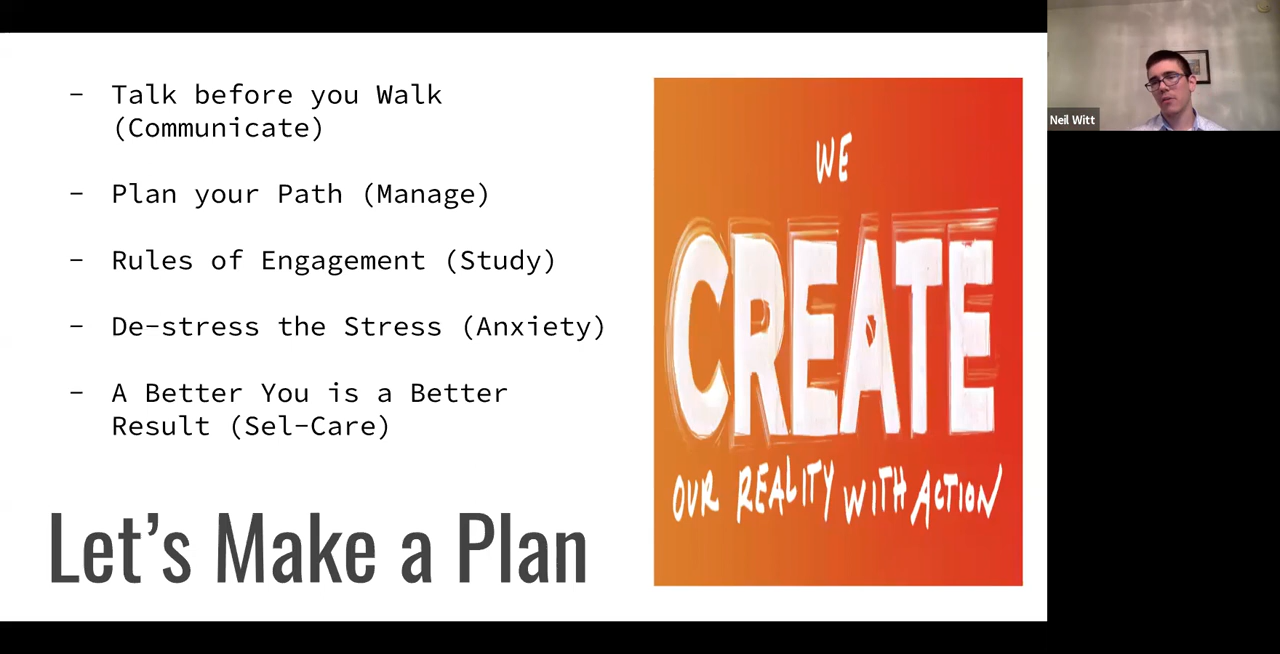 - Talk before you Walk
(Communicate)
- Plan your Path (Manage)
- Rules of Engagement (Study)
- De-stress the Stress (Anxiety)
- A Better You is a Better
Result (Sel-Care)
Let's Make a Plan
WE
CREATE
OUR REALITY WITH ACTION
Neil Witt